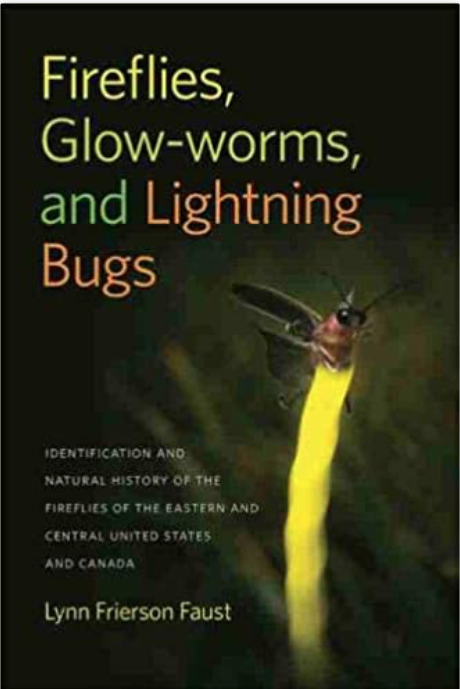 Fireflies,
Glow-worms,
and Lightning
Bugs
IDENTIFICATION AND
NATURAL HISTORY OF THE
FIREFLIES OF THE EASTERN AND
CENTRAL UNITED STATES
AND CANADA
Lynn Frierson Faust